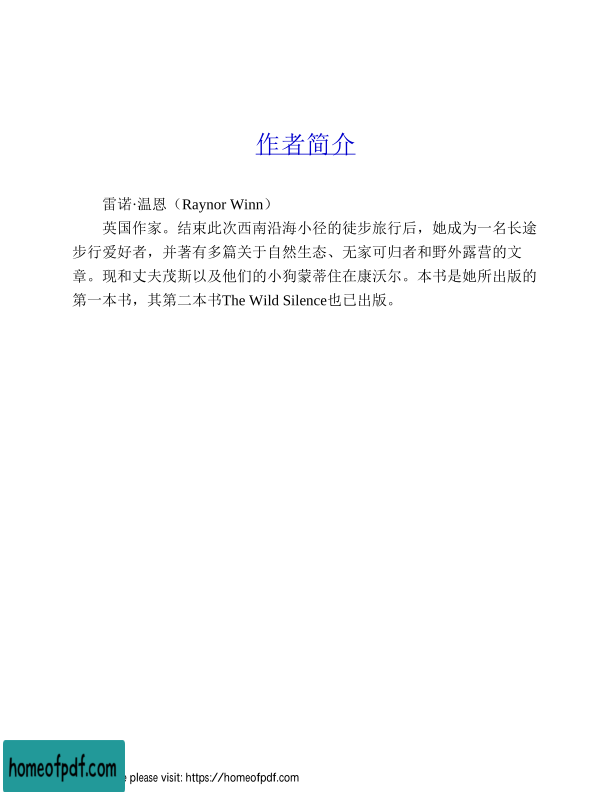 作者简介
雷诺·温恩（Raynor Winn）
英国作家。结束此次西南沿海小径的徒步旅行后，她成为一名长途
步行爱好者，并著有多篇关于自然生态、无家可归者和野外露营的文
章。现和丈夫茂斯以及他们的小狗蒙蒂住在康沃尔。本书是她所出版的
第一本书，其第二本书The Wild Silence也已出版。
homeofpdf.com
please visit: https://homeofpdf.com